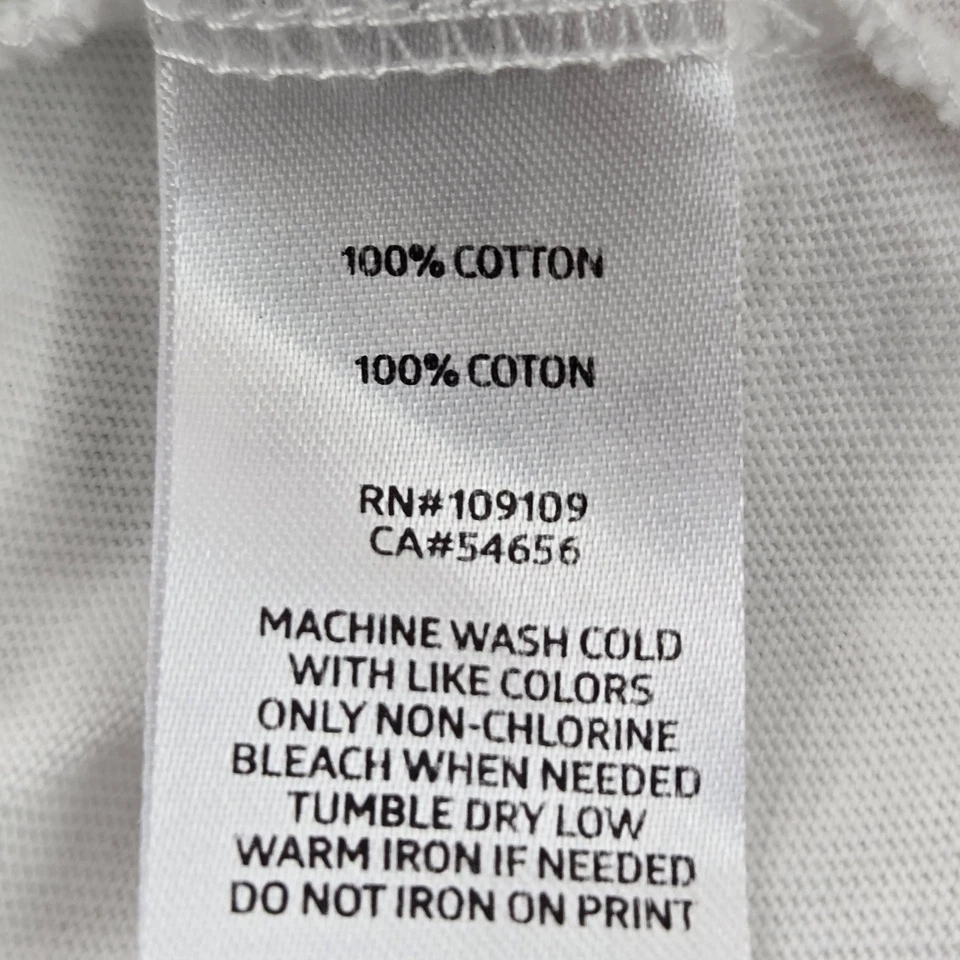 100% COTTON
100% COTON
RN#109109
CA#54656
MACHINE WASH COLD
WITH LIKE COLORS
ONLY NON-CHLORINE
BLEACH WHEN NEEDED
TUMBLE DRY LOW
WARM IRON IF NEEDED
DO NOT IRON ON PRINT